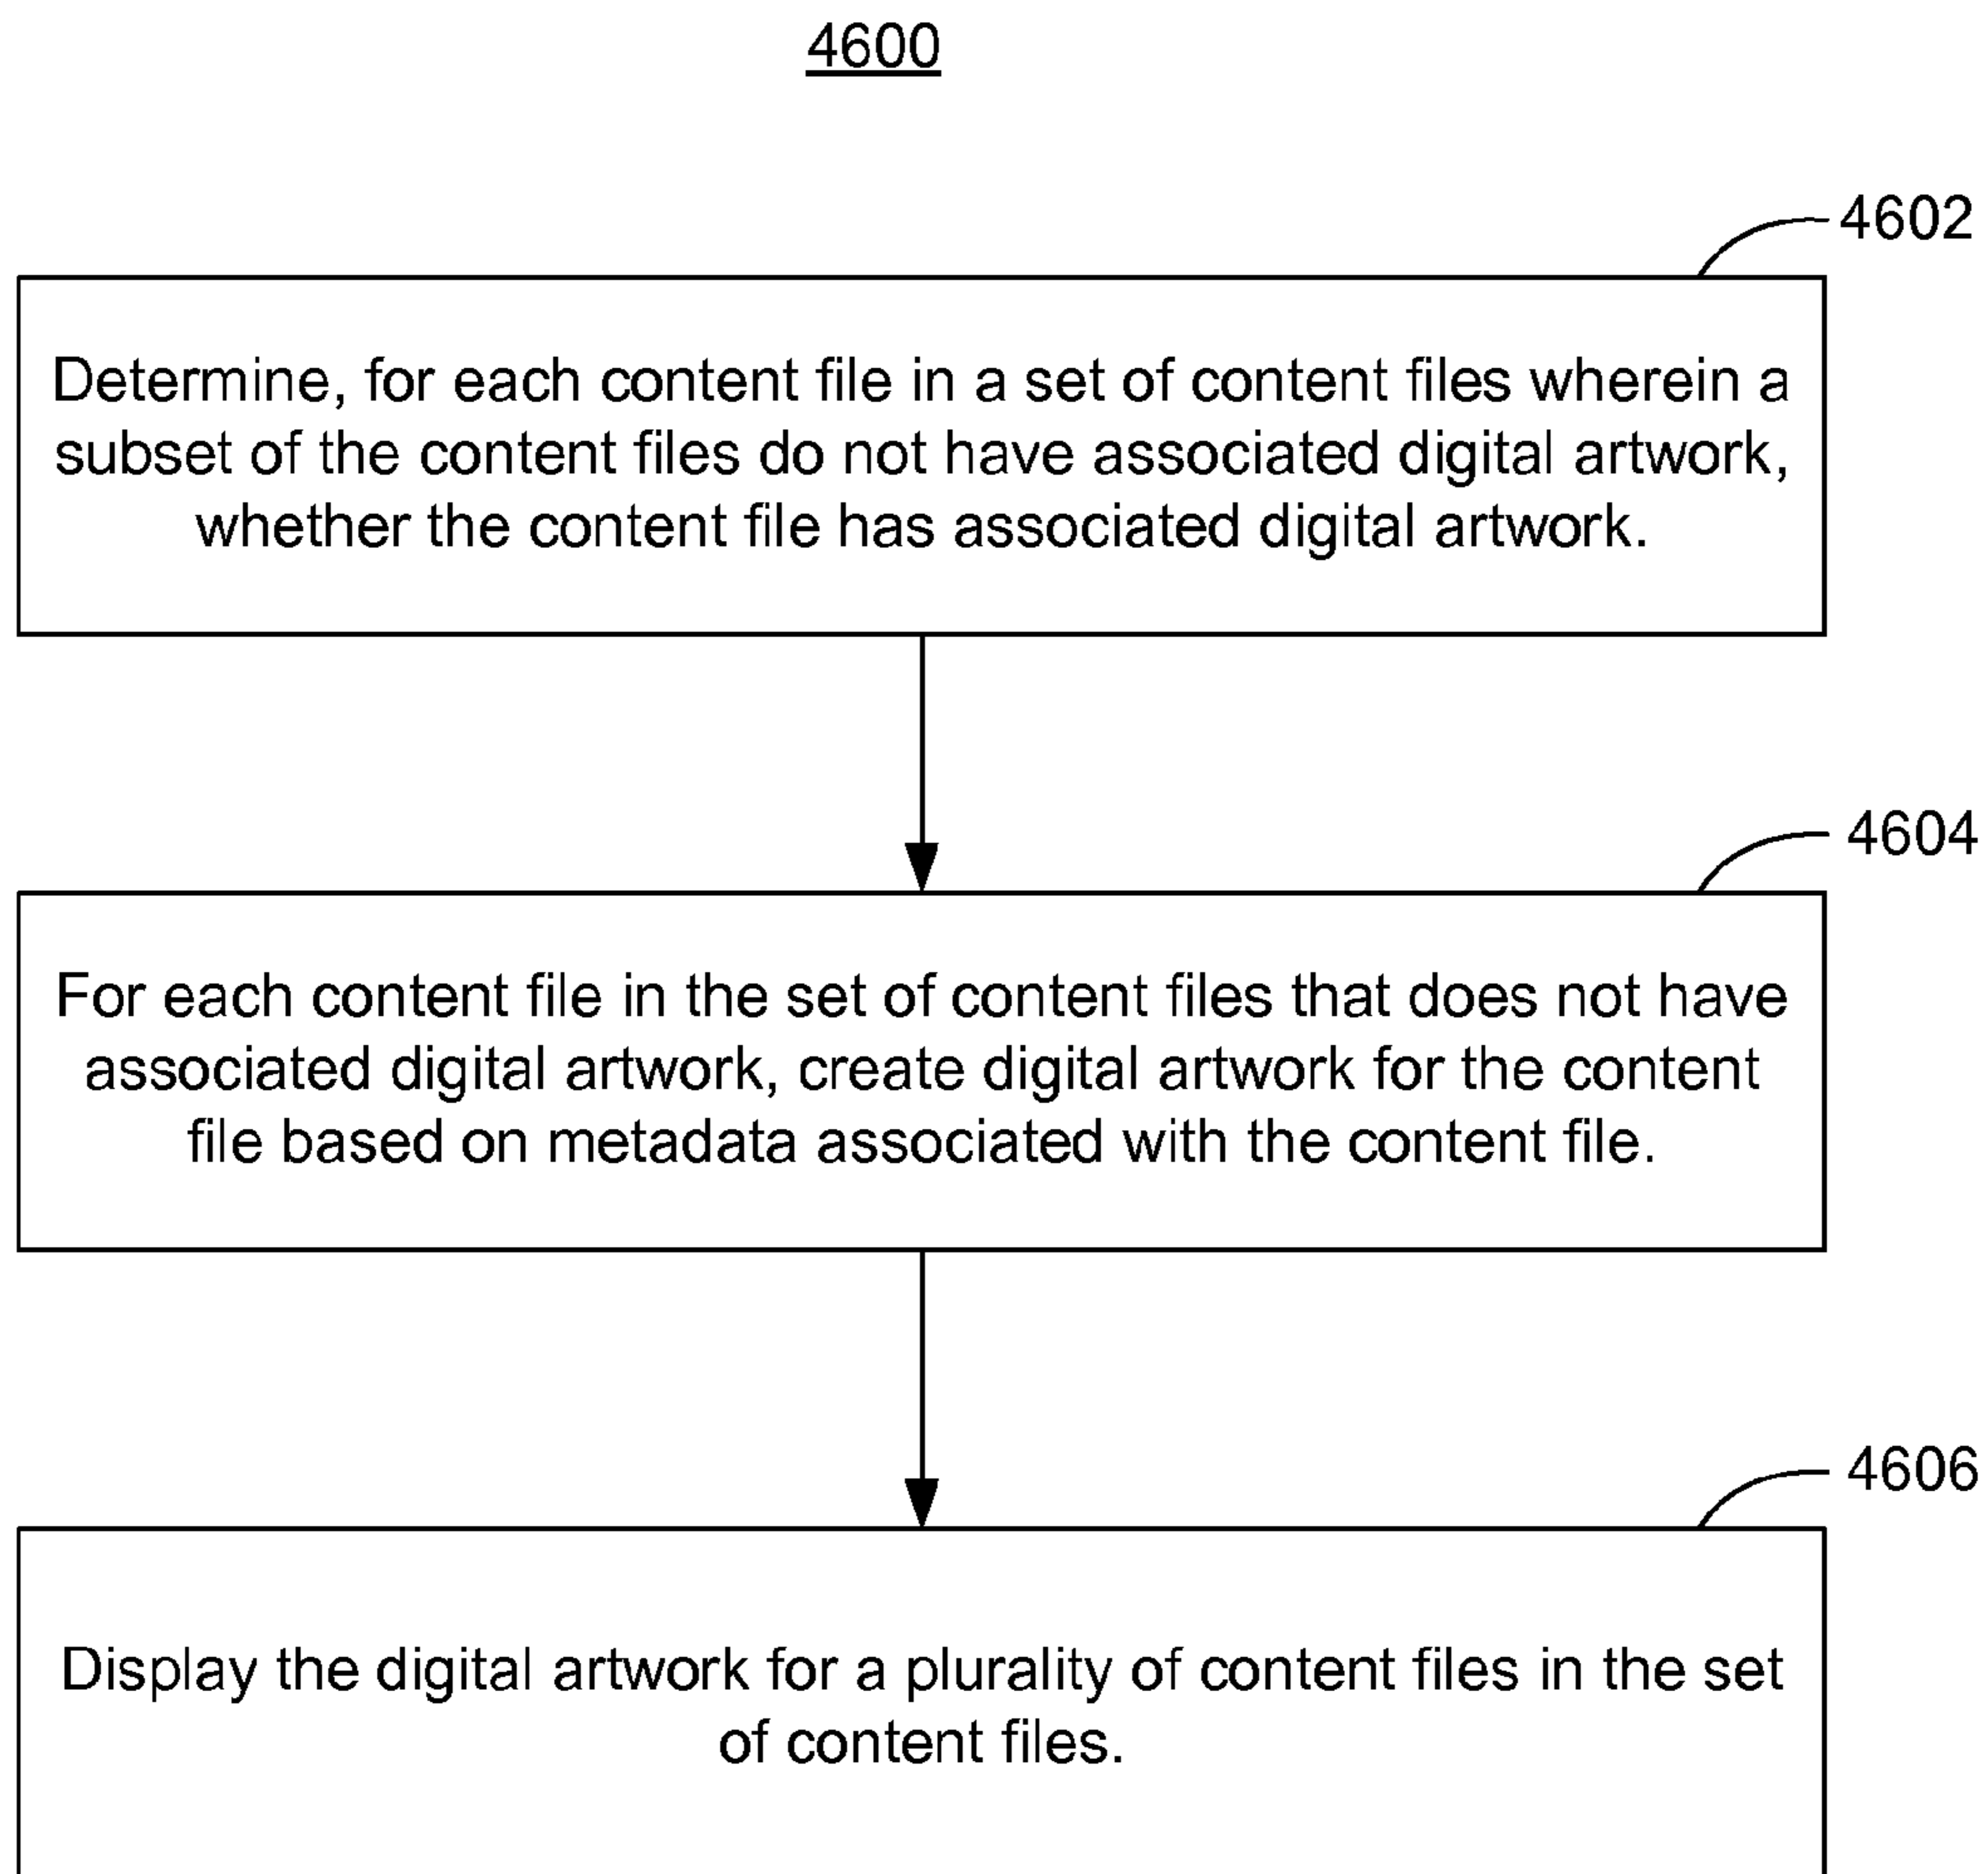 4600
4602
Determine, for each content file in a set of content files wherein a
subset of the content files do not have associated digital artwork,
whether the content file has associated digital artwork.
4604
For each content file in the set of content files that does not have
associated digital artwork, create digital artwork for the content
file based on metadata associated with the content file.
4606
Display the digital artwork for a plurality of content files in the set
of content files.